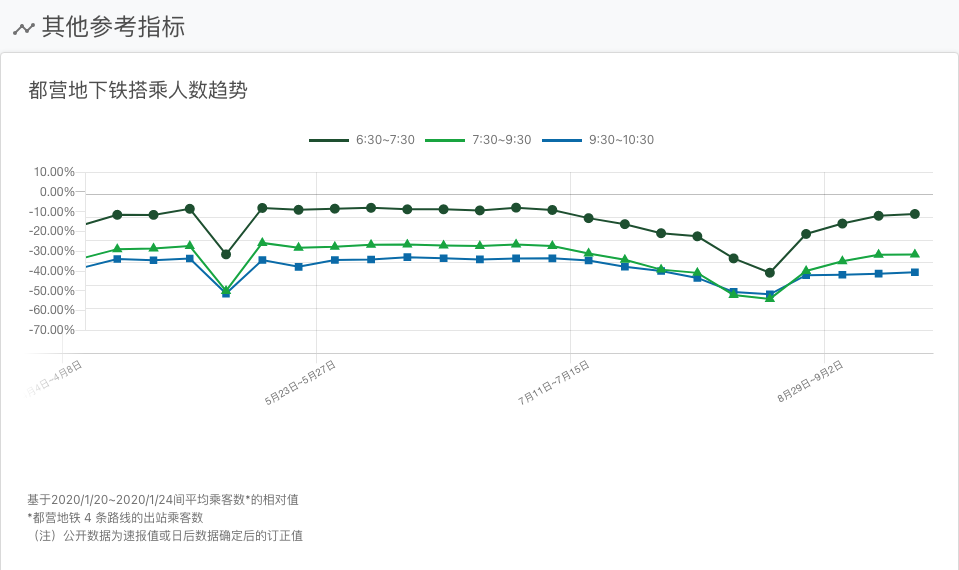 其他参考指标
都营地下铁搭乘人数趋势
6:30~7:30 7:30~9:30 9:30~10:30
10.00%
0.00%
-10.00%
-20.00%
-30.00%
-40.00%
-50.00%
-60.00%
-70.00%
月4日~4月8日 5月23日~5月27日 7月11日~7月15日 8月29日~9月2日
基于2020/1/20~2020/1/24间平均乘客数*的相对值
*都营地铁 4 条路线的出站乘客数
（注）公开数据为速报值或日后数据确定后的订正值